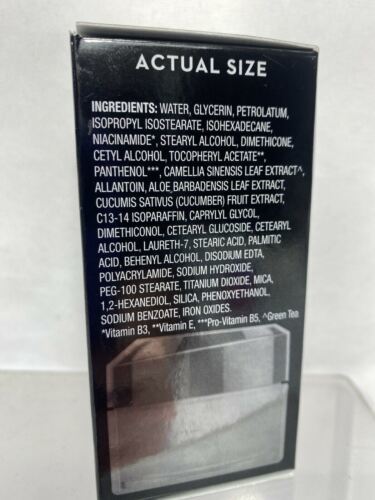 ACTUAL SIZE
INGREDIENTS: WATER, GLYCERIN, PETROLATUM,
ISOPROPYL ISOSTEARATE, ISOHEXADECANE,
NIACINAMIDE*, STEARYL ALCOHOL, DIMETHICONE,
CETYL ALCOHOL, TOCOPHERYL ACETATE**,
PANTHENOL***, CAMELLIA SINENSIS LEAF EXTRACT^,
ALLANTOIN, ALOE BARBADENSIS LEAF EXTRACT,
CUCUMIS SATIVUS (CUCUMBER) FRUIT EXTRACT,
C13-14 ISOPARAFFIN, CAPRYLYL GLYCOL,
DIMETHICONOL, CETEARYL GLUCOSIDE, CETEARYL
ALCOHOL, LAURETH-7, STEARIC ACID, PALMITIC
ACID, BEHENYL ALCOHOL, DISODIUM EDTA,
POLYACRYLAMIDE, SODIUM HYDROXIDE,
PEG-100 STEARATE, TITANIUM DIOXIDE, MICA,
1,2-HEXANEDIOL, SILICA, PHENOXYETHANOL,
SODIUM BENZOATE, IRON OXIDES.
*Vitamin B3, **Vitamin E, ***Pro-Vitamin B5, ^Green Tea